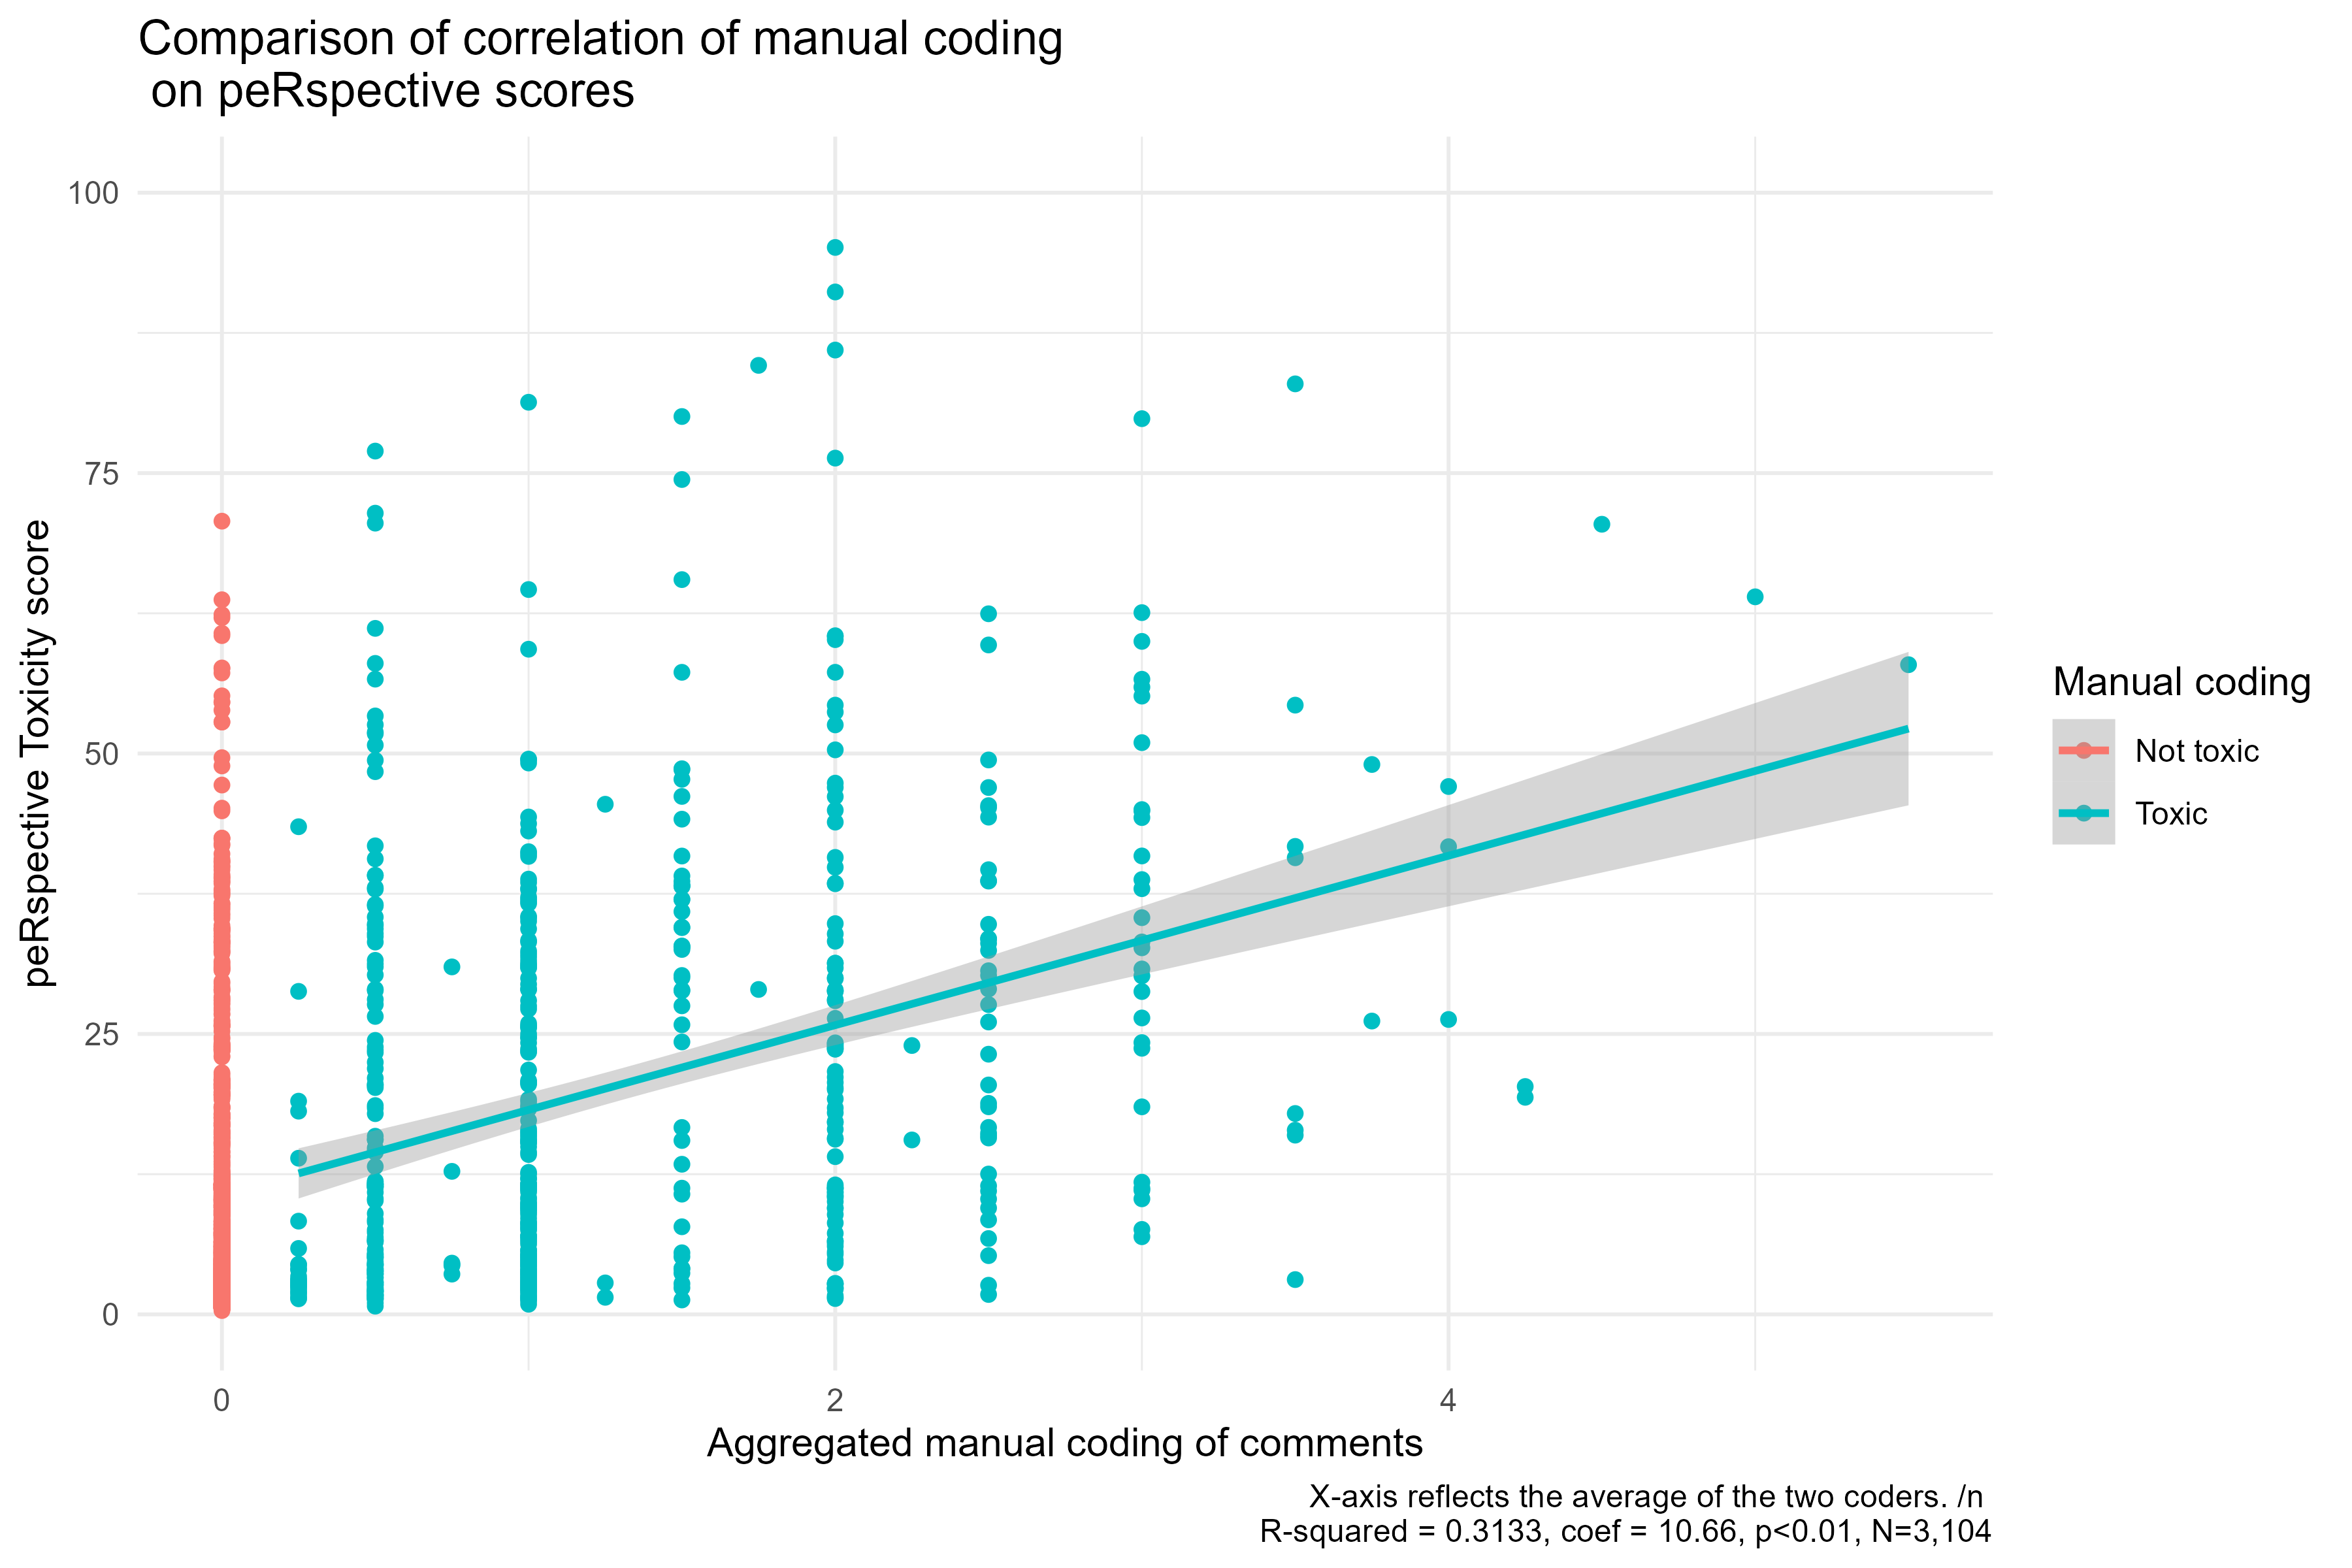 Comparison of correlation of manual coding
on peRspective scores
100
75
50
25
0
peRspective Toxicity score
0 2 4
Aggregated manual coding of comments
Manual coding
Not toxic
Toxic
X-axis reflects the average of the two coders. /n
R-squared = 0.3133, coef = 10.66, p<0.01, N=3,104